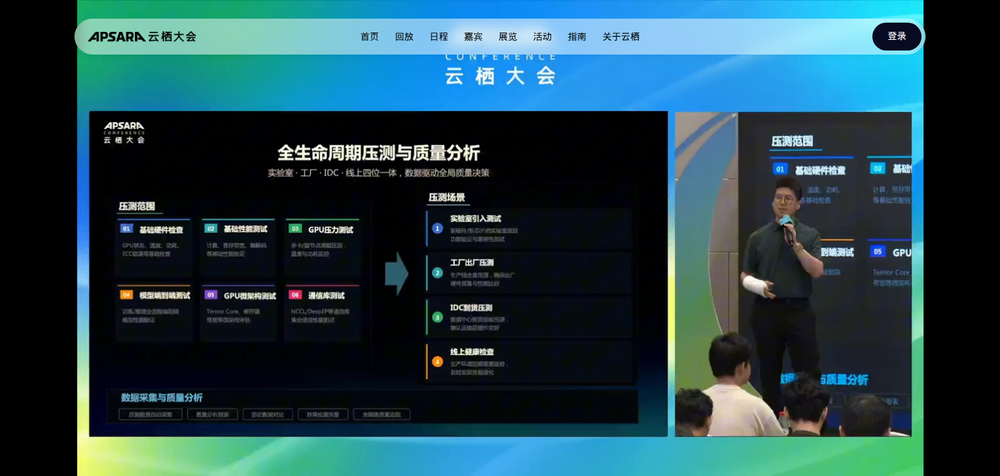 APSARA 云栖大会
首页 回放 日程 嘉宾 展览 活动 指南 关于云栖
登录
CONFERENCE
云栖大会
APSARA
CONFERENCE
云栖大会
全生命周期压测与质量分析
实验室 · 工厂 · IDC · 线上四位一体，数据驱动全局质量决策
压测范围
01 基础硬件检查
GPU状态、温度、功耗、
ECC错误等基础检查
02 基础性能测试
计算、显存带宽、编解码
等基础性能验证
03 GPU压力测试
多卡/多节点满载压测，
温度与功耗监控
04 模型端到端测试
训练/推理全流程端到端
模型性能验证
05 GPU微架构测试
Tensor Core、缓存
带宽等微架构评估
06 通信库测试
NCCL/DeepEP等通信库
集合通信性能测试
压测场景
1 实验室引入测试
新硬件/新芯片的实验室
功能验证与兼容性测试
2 工厂出厂压测
生产线全量压测，确保出厂
硬件质量与性能达标
3 IDC到货压测
数据中心到货验收压测，
确认运输后硬件完好
4 线上健康检查
生产环境定期健康巡检，
及时发现性能退化
数据采集与质量分析
压测数据自动采集 质量分析报表 历史数据对比 异常检测告警 全链路质量追踪
压测范围
01 基础硬件检查
温度、功耗、
等基础检查
02 基础
计算、显存带
等基础性能验
到端测试
05 GPU
Tensor Core
带宽等微架构
数据 与质量分析
报表